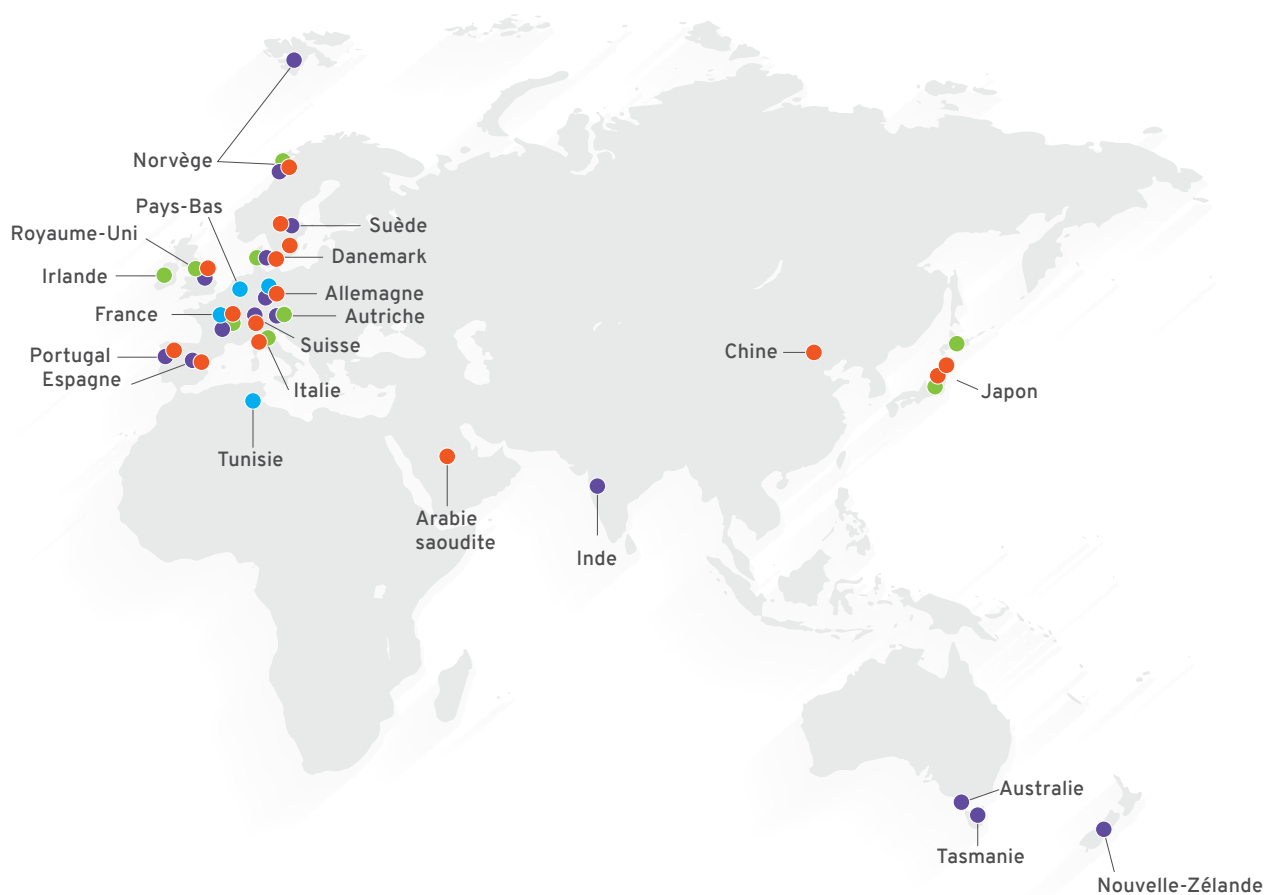 Norvège
Pays-Bas
Suède
Royaume-Uni
Danemark
Irlande
Allemagne
France
Autriche
Suisse
Chine
Portugal
Espagne
Italie
Japon
Tunisie
Arabie
saoudite
Inde
Australie
Tasmanie
Nouvelle-Zélande